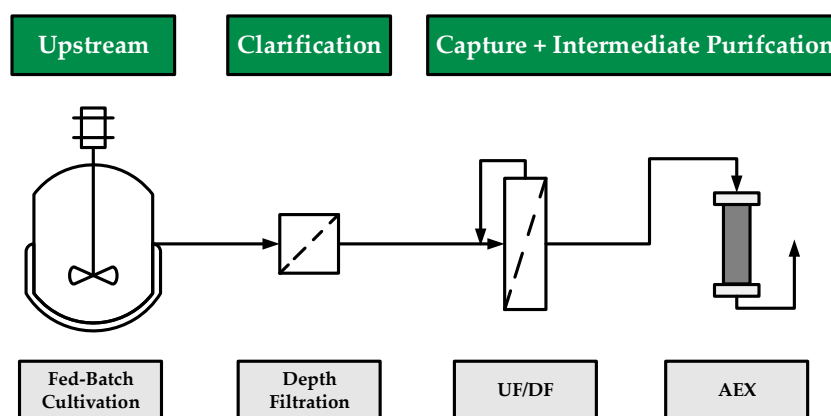 Upstream
Clarification
Capture + Intermediate Purifcation
Fed-Batch
Cultivation
Depth
Filtration
UF/DF
AEX